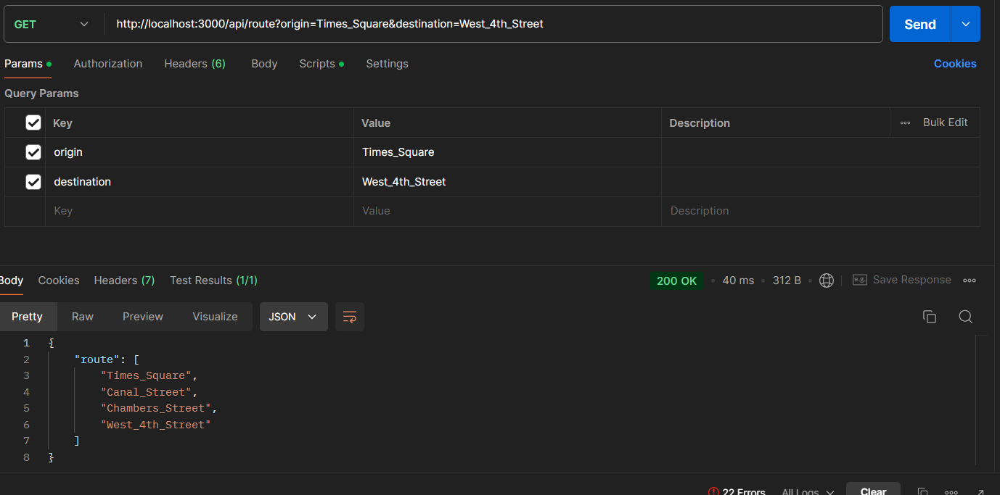 GET http://localhost:3000/api/route?origin=Times_Square&destination=West_4th_Street Send
Params Authorization Headers (6) Body Scripts Settings Cookies
Query Params
Key Value Description Bulk Edit
origin Times_Square
destination West_4th_Street
Key Value Description
Body Cookies Headers (7) Test Results (1/1) 200 OK 40 ms 312 B e.g. Save Response
Pretty Raw Preview Visualize JSON
1 {
2 "route": [
3 "Times_Square",
4 "Canal_Street",
5 "Chambers_Street",
6 "West_4th_Street"
7 ]
8 }
22 Errors All Logs Clear